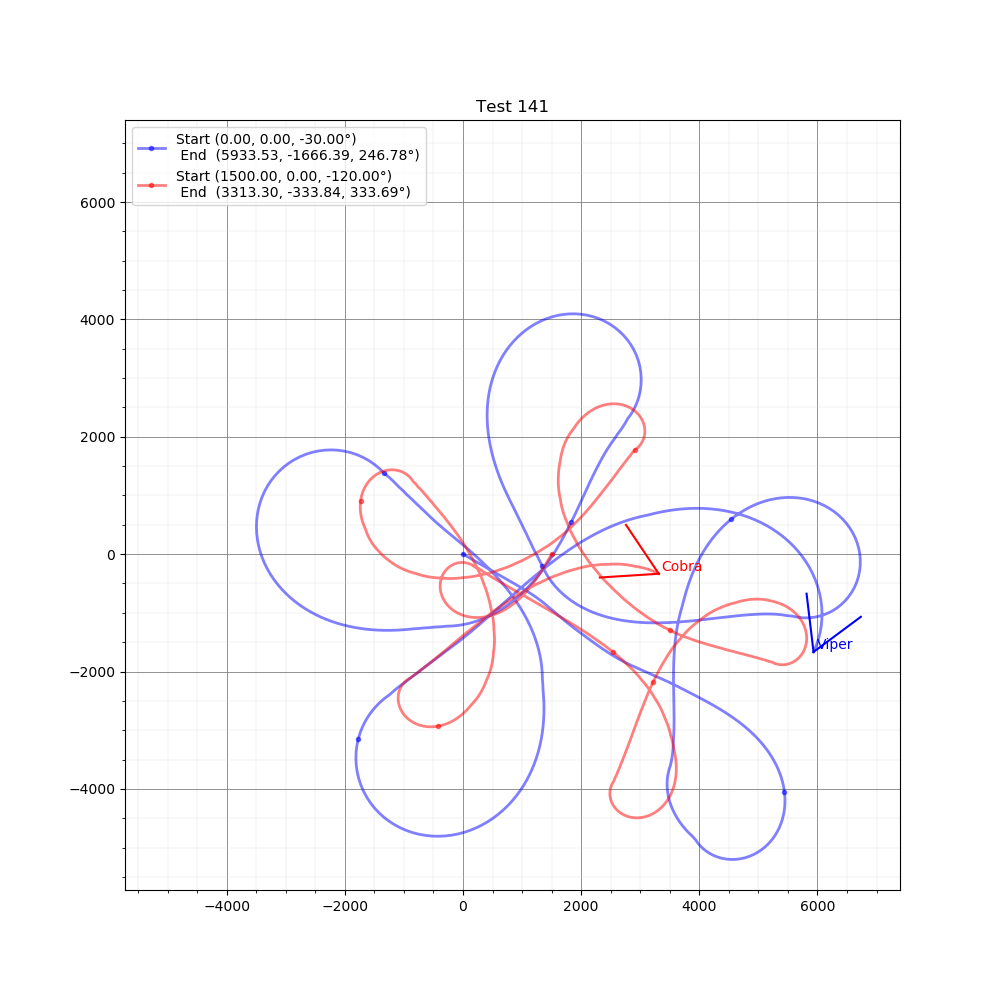 Test 141
Start (0.00, 0.00, -30.00°)
End  (5933.53, -1666.39, 246.78°)
Start (1500.00, 0.00, -120.00°)
End  (3313.30, -333.84, 333.69°)
6000
4000
2000
0
−2000
−4000
Cobra
Viper
−4000 −2000 0 2000 4000 6000